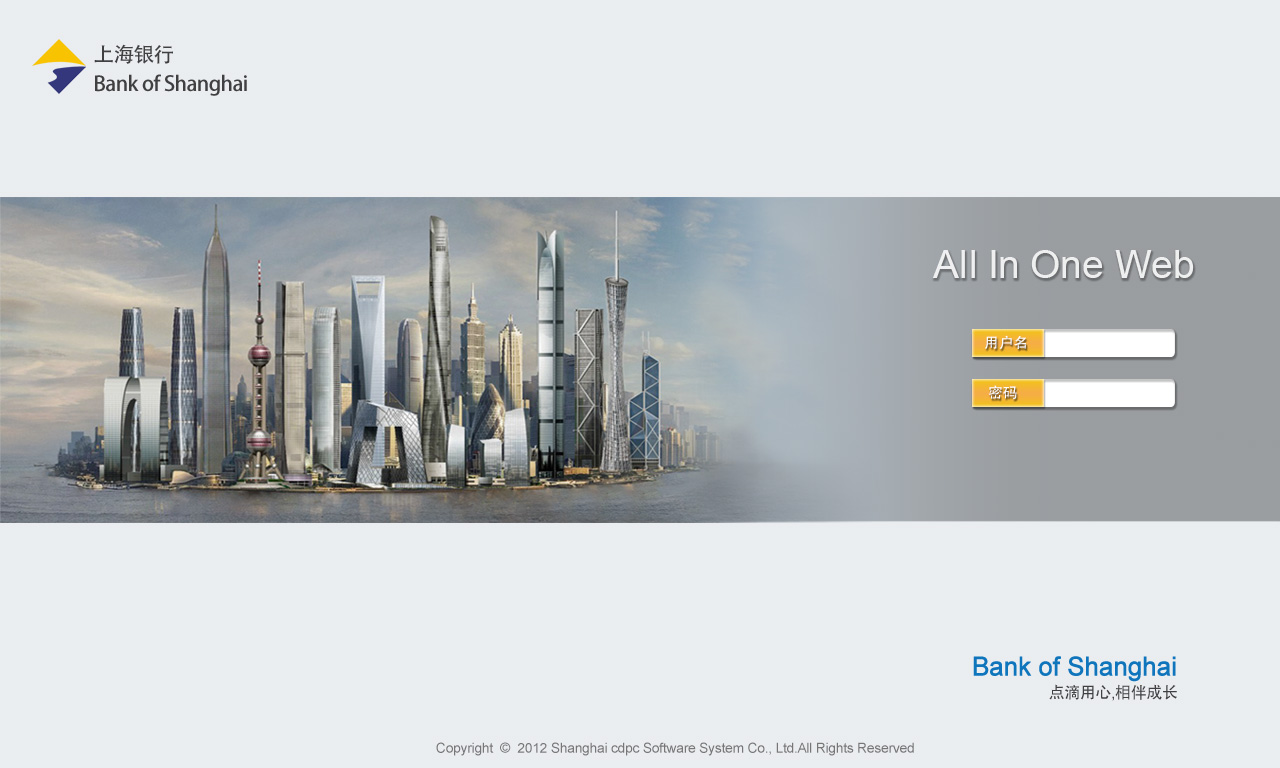 上海银行
Bank of Shanghai
All In One Web
用户名
密码
Bank of Shanghai
点滴用心,相伴成长
Copyright © 2012 Shanghai cdpc Software System Co., Ltd.All Rights Reserved